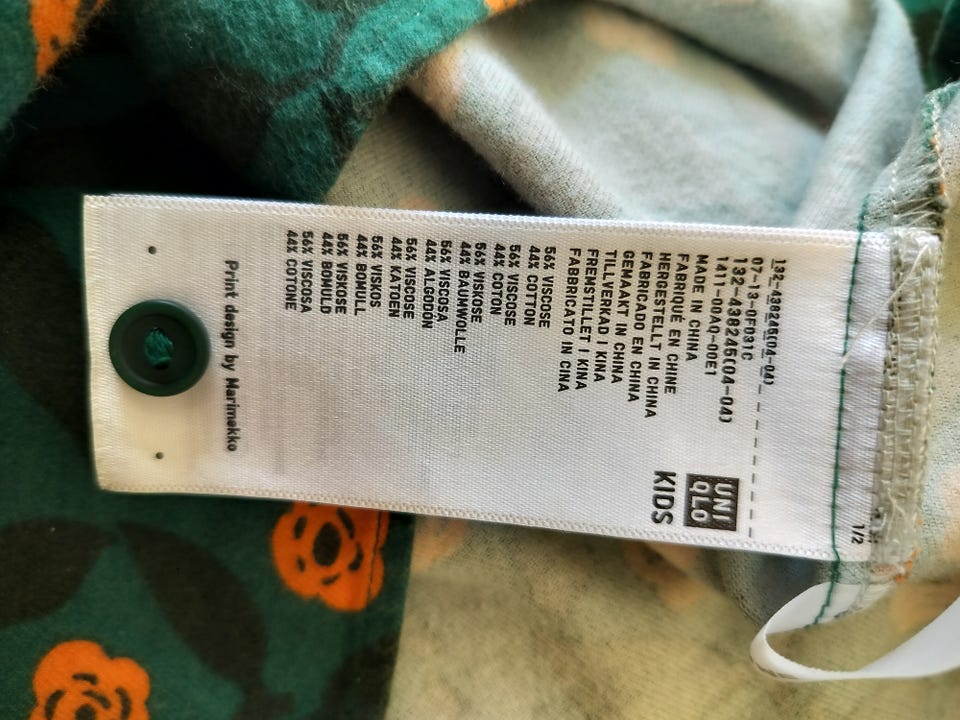 1/2
132-438245(04-04)
07-13-0F031C
132-438245(04-04)
1411-00AQ-00E1
UNI
QLO
KIDS
MADE IN CHINA
FABRIQUÉ EN CHINE
HERGESTELLT IN CHINA
FABRICADO EN CHINA
GEMAAKT IN CHINA
TILLVERKAD I KINA
FREMSTILLET I KINA
FABBRICATO IN CINA
56% VISCOSE
44% COTTON
56% VISCOSE
44% COTON
56% VISKOSE
44% BAUMWOLLE
56% VISCOSA
44% ALGODÓN
56% VISCOSE
44% KATOEN
56% VISKOS
44% BOMULL
56% VISKOSE
44% BOMULD
56% VISCOSA
44% COTONE
Print design by Marimekko